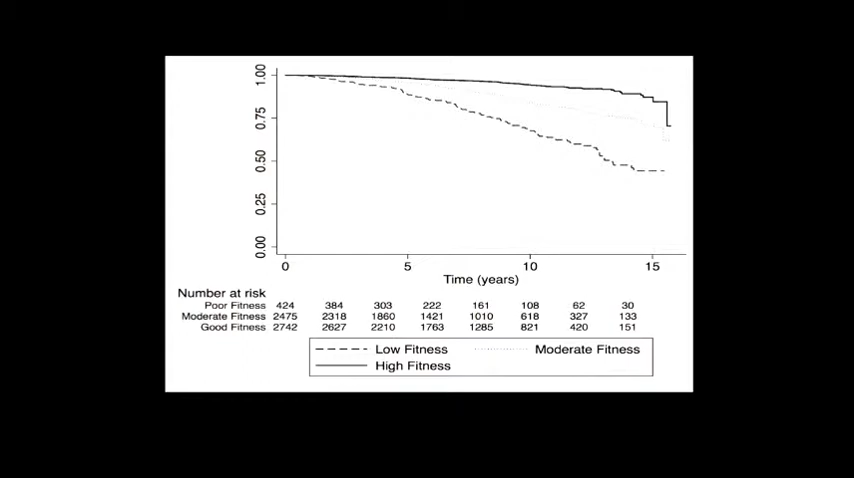 1.00
0.75
0.50
0.25
0.00
0 5 10 15
Time (years)
Number at risk
Poor Fitness 424 384 303 222 161 108 62 30
Moderate Fitness 2475 2318 1860 1421 1010 618 327 133
Good Fitness 2742 2627 2210 1763 1285 821 420 151
Low Fitness Moderate Fitness
High Fitness